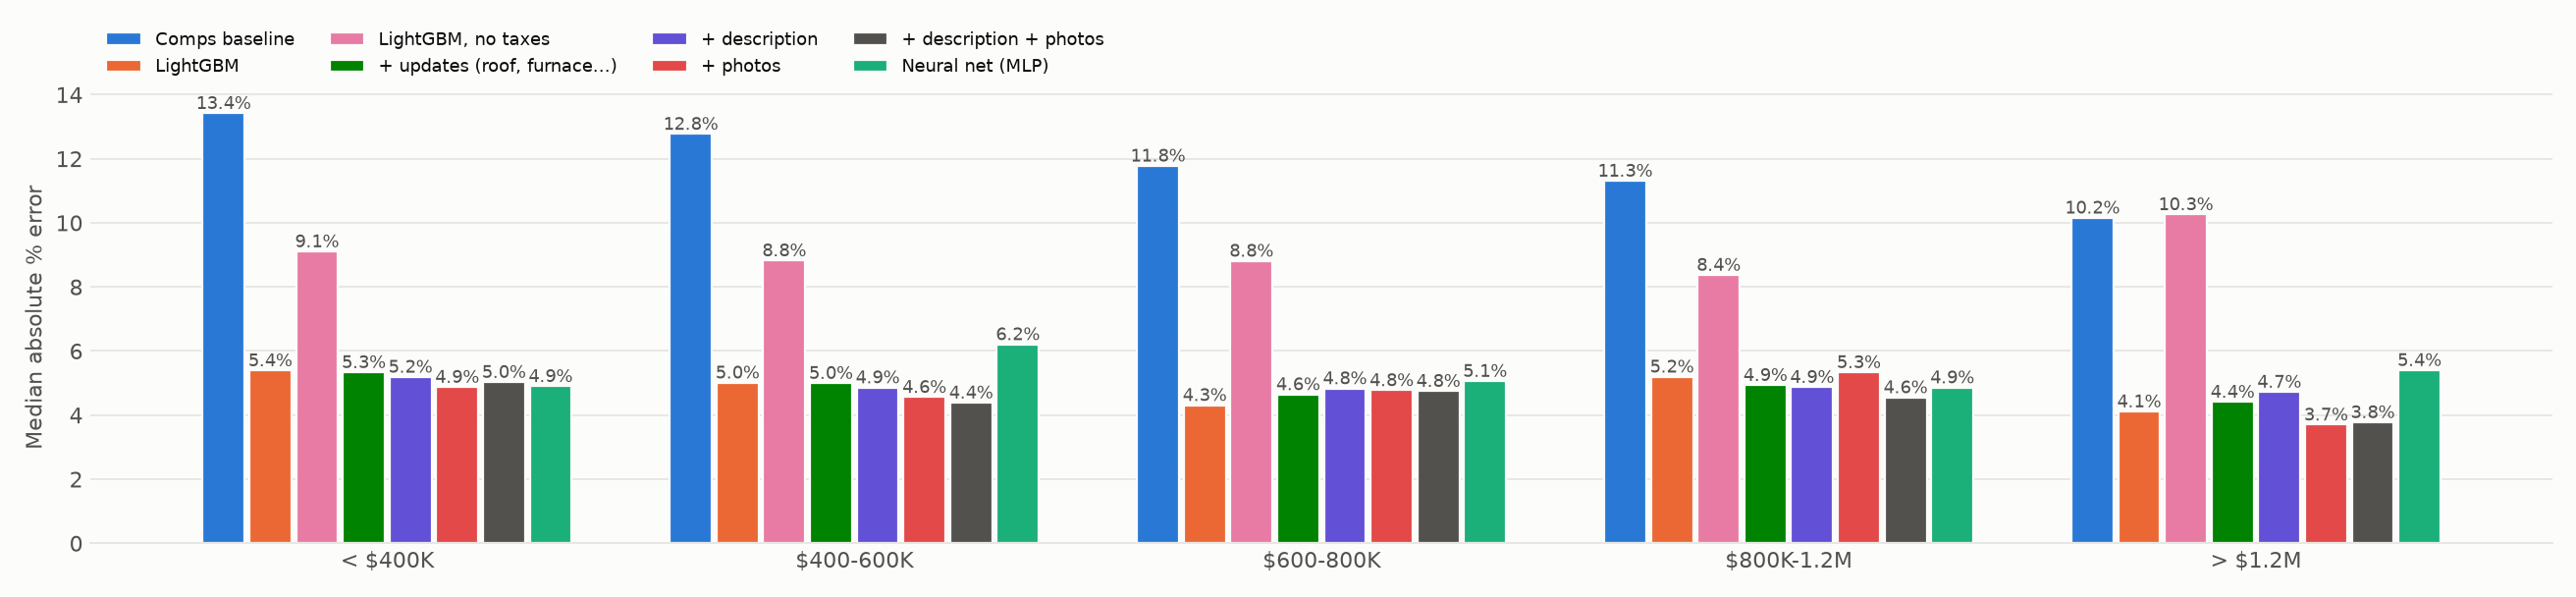 Comps baseline
LightGBM
LightGBM, no taxes
+ updates (roof, furnace...)
+ description
+ photos
+ description + photos
Neural net (MLP)
Median absolute % error
14
12
10
8
6
4
2
0
13.4% 5.4% 9.1% 5.3% 5.2% 4.9% 5.0% 4.9%
12.8% 5.0% 8.8% 5.0% 4.9% 4.6% 4.4% 6.2%
11.8% 4.3% 8.8% 4.6% 4.8% 4.8% 4.8% 5.1%
11.3% 5.2% 8.4% 4.9% 4.9% 5.3% 4.6% 4.9%
10.2% 4.1% 10.3% 4.4% 4.7% 3.7% 3.8% 5.4%
< $400K
$400-600K
$600-800K
$800K-1.2M
> $1.2M